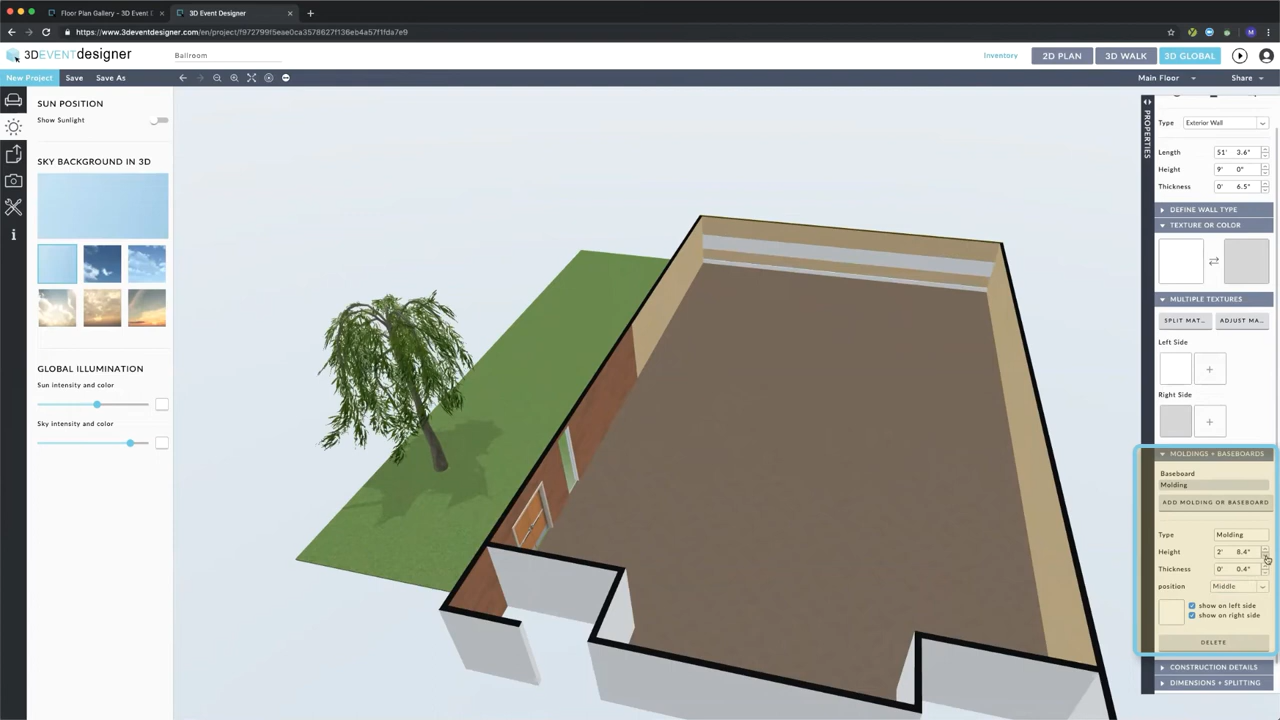 Floor Plan Gallery - 3D Event D
3D Event Designer
https://www.3deventdesigner.com/en/project/f972799f5eae0ca3578627f136eb4a57f1fda7e9
M
3DEVENTdesigner
Ballroom
Inventory
2D PLAN
3D WALK
3D GLOBAL
New Project
Save
Save As
Main Floor
Share
SUN POSITION
Show Sunlight
SKY BACKGROUND IN 3D
GLOBAL ILLUMINATION
Sun intensity and color
Sky intensity and color
PROPERTIES
Type Exterior Wall
Length 51' 3.6"
Height 9' 0"
Thickness 0' 6.5"
DEFINE WALL TYPE
TEXTURE OR COLOR
MULTIPLE TEXTURES
SPLIT MAT... ADJUST MA...
Left Side
+
Right Side
+
MOLDINGS + BASEBOARDS
Baseboard
Molding
ADD MOLDING OR BASEBOARD
Type Molding
Height 2' 8.4"
Thickness 0' 0.4"
position Middle
show on left side
show on right side
DELETE
CONSTRUCTION DETAILS
DIMENSIONS + SPLITTING